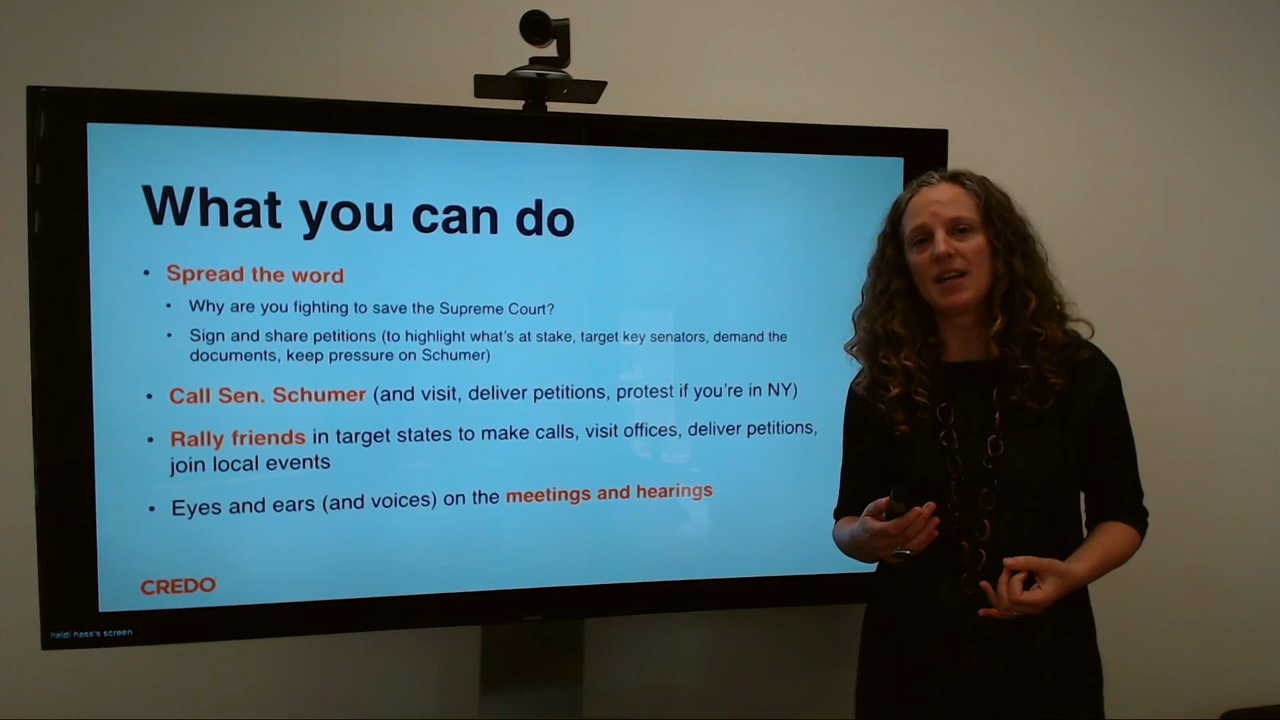 What you can do
• Spread the word
• Why are you fighting to save the Supreme Court?
• Sign and share petitions (to highlight what's at stake, target key senators, demand the
documents, keep pressure on Schumer)
• Call Sen. Schumer (and visit, deliver petitions, protest if you're in NY)
• Rally friends in target states to make calls, visit offices, deliver petitions,
join local events
• Eyes and ears (and voices) on the meetings and hearings
CREDO
heidi hess's screen